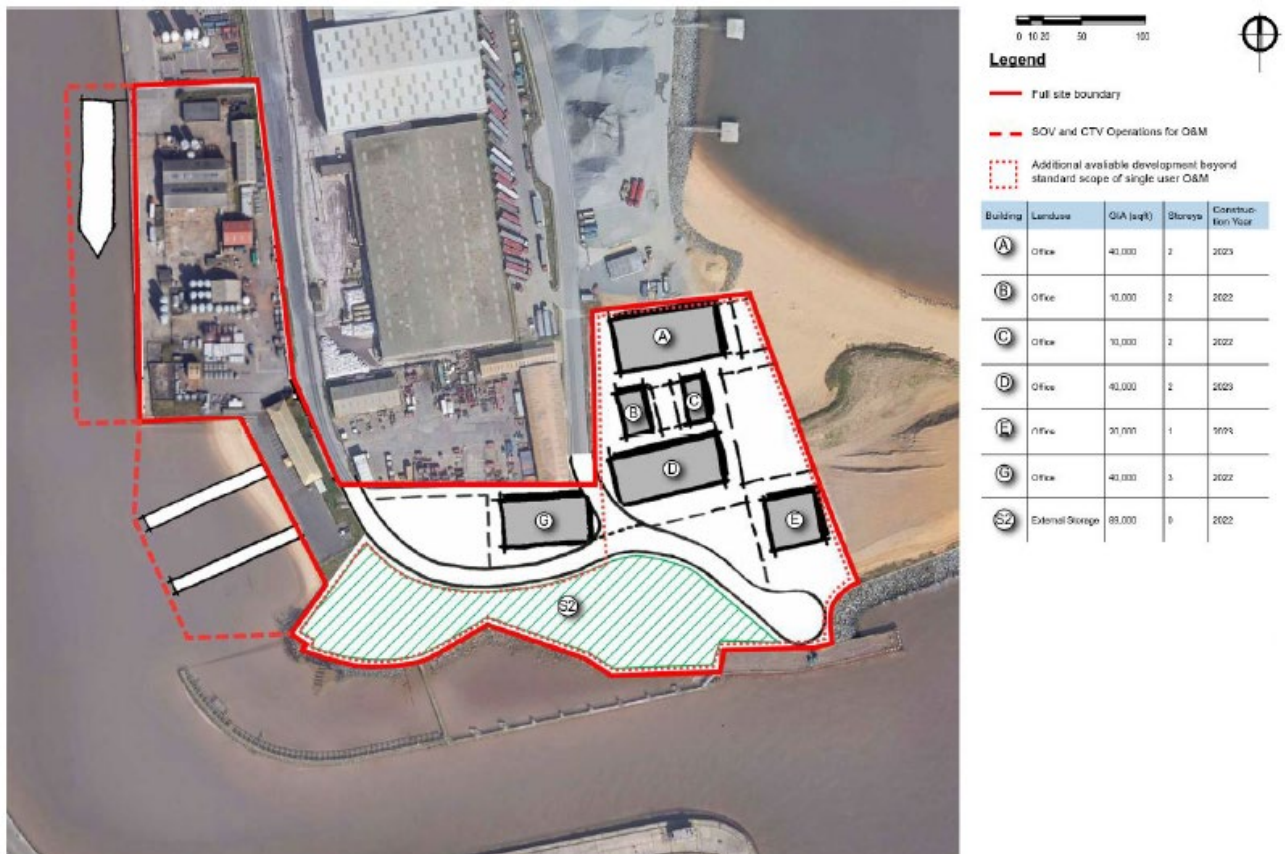 0 10 20 50 100
Legend
Full site boundary
SOV and CTV Operations for O&M
Additional available development beyond
standard scope of single user O&M
Building Landuse GIA (sqft) Storeys Construc-
tion Year
A Office 40,000 2 2023
B Office 10,000 2 2022
C Office 10,000 2 2022
D Office 40,000 2 2023
E Office 20,000 1 2023
G Office 40,000 3 2022
S2 External Storage 69,000 0 2022
A
B
C
D
G
E
S2